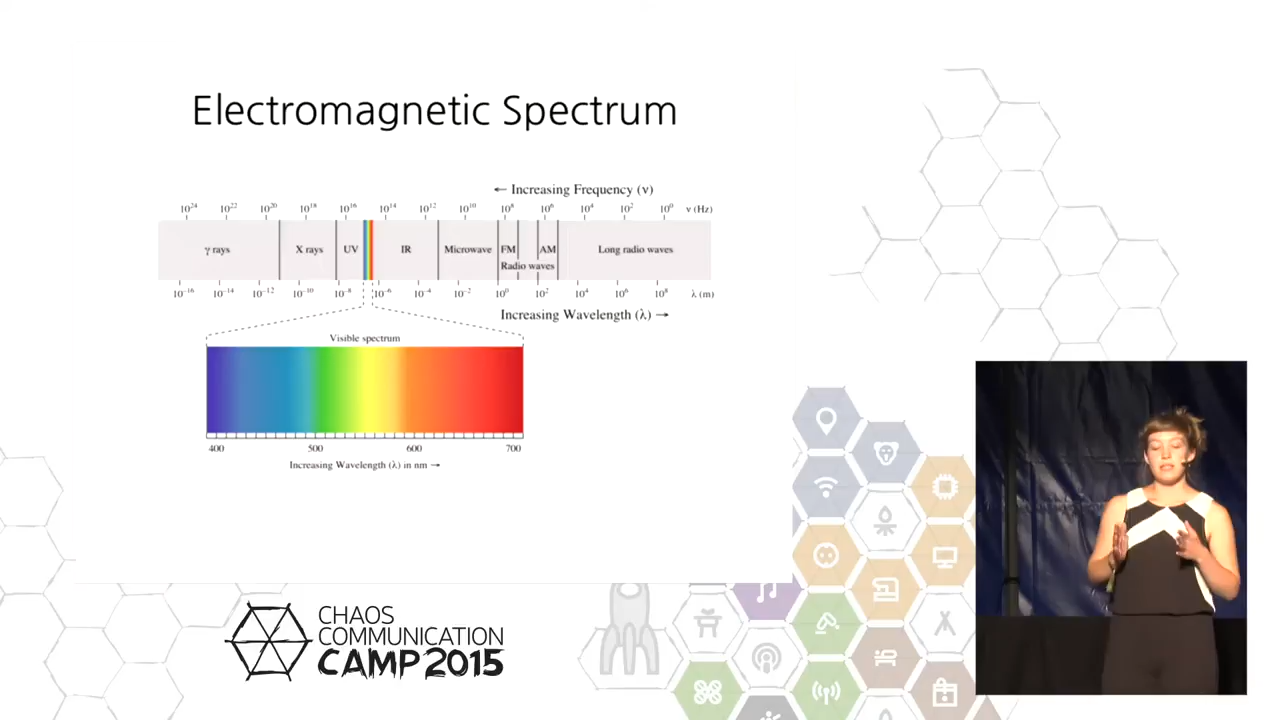 Electromagnetic Spectrum
← Increasing Frequency (ν)
10²⁴ 10²² 10²⁰ 10¹⁸ 10¹⁶ 10¹⁴ 10¹² 10¹⁰ 10⁸ 10⁶ 10⁴ 10² 10⁰ ν (Hz)
γ rays X rays UV IR Microwave FM AM Long radio waves
Radio waves
10⁻¹⁶ 10⁻¹⁴ 10⁻¹² 10⁻¹⁰ 10⁻⁸ 10⁻⁶ 10⁻⁴ 10⁻² 10⁰ 10² 10⁴ 10⁶ 10⁸ λ (m)
Increasing Wavelength (λ) →
Visible spectrum
400 500 600 700
Increasing Wavelength (λ) in nm →
CHAOS
COMMUNICATION
CAMP 2015